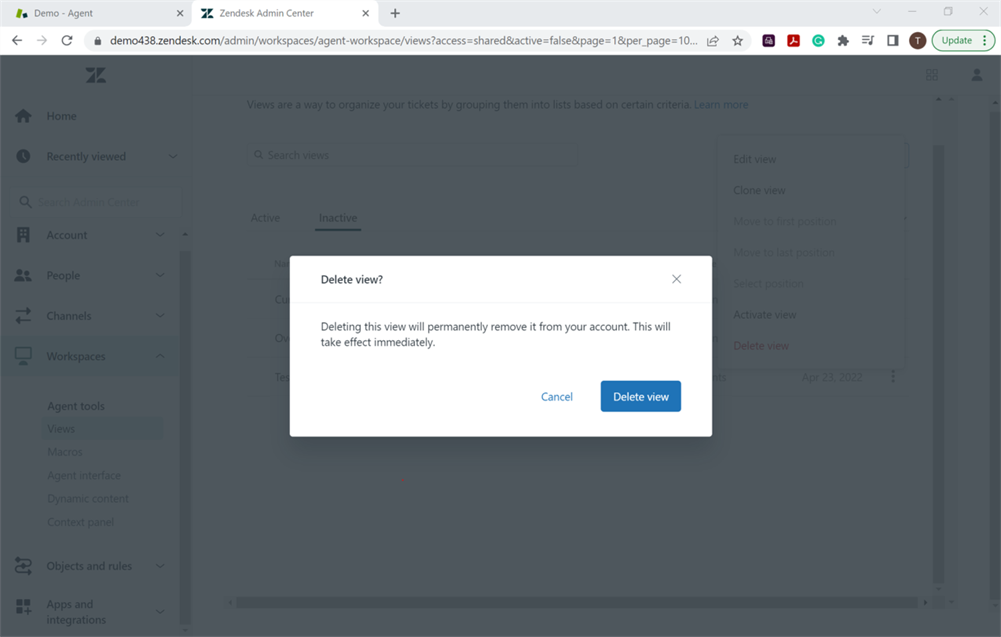 Demo - Agent
Zendesk Admin Center
demo438.zendesk.com/admin/workspaces/agent-workspace/views?access=shared&active=false&page=1&per_page=10...
T
Update
Home
Recently viewed
Search Admin Center
Account
People
Channels
Workspaces
Agent tools
Views
Macros
Agent interface
Dynamic content
Context panel
Objects and rules
Apps and
integrations
Views are a way to organize your tickets by grouping them into lists based on certain criteria. Learn more
Search views
Active
Inactive
Edit view
Clone view
Move to first position
Move to last position
Select position
Activate view
Delete view
Apr 23, 2022
Delete view?
Deleting this view will permanently remove it from your account. This will
take effect immediately.
Cancel
Delete view